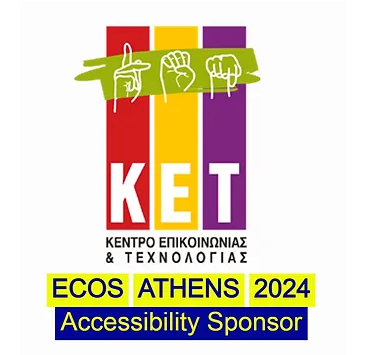 ΚΕΤ
ΚΕΝΤΡΟ ΕΠΙΚΟΙΝΩΝΙΑΣ
& ΤΕΧΝΟΛΟΓΙΑΣ
ECOS ATHENS 2024
Accessibility Sponsor